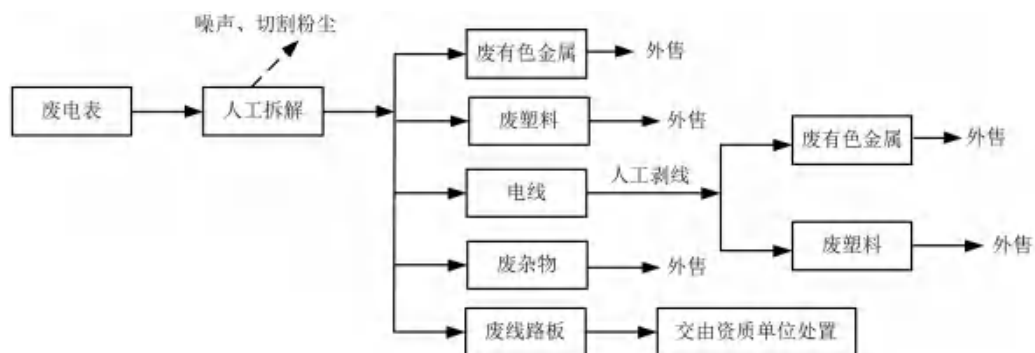 噪声、切割粉尘
废电表
人工拆解
废有色金属
外售
废塑料
外售
电线
人工剥线
废有色金属
外售
废塑料
外售
废杂物
外售
废线路板
交由资质单位处置